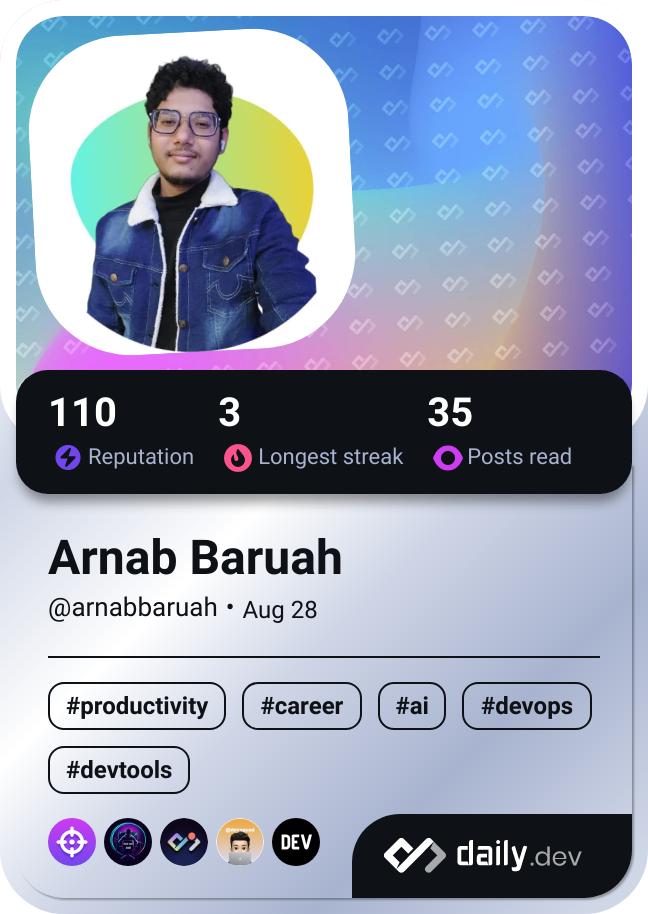 110 3 35
Reputation Longest streak Posts read
Arnab Baruah
@arnabbaruah • Aug 28
#productivity #career #ai #devops
#devtools
DEV
daily.dev